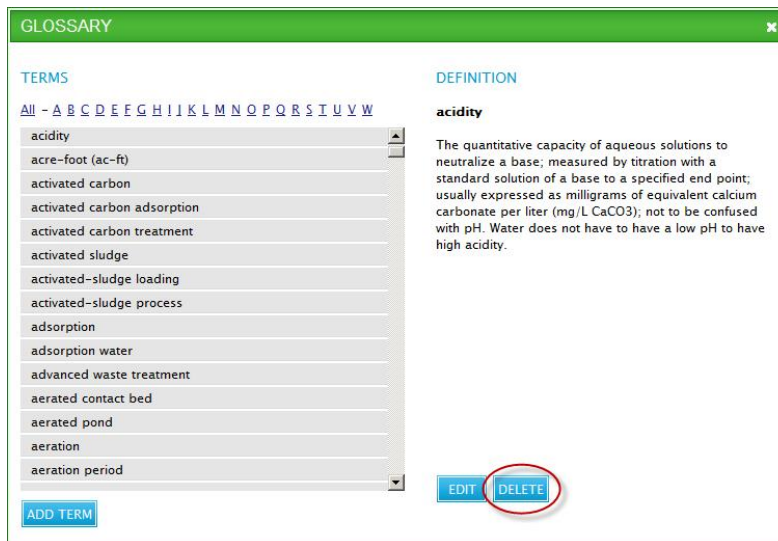 GLOSSARY
TERMS
All - A B C D E F G H I J K L M N O P Q R S T U V W
acidity
acre-foot (ac-ft)
activated carbon
activated carbon adsorption
activated carbon treatment
activated sludge
activated-sludge loading
activated-sludge process
adsorption
adsorption water
advanced waste treatment
aerated contact bed
aerated pond
aeration
aeration period
ADD TERM
DEFINITION
acidity
The quantitative capacity of aqueous solutions to
neutralize a base; measured by titration with a
standard solution of a base to a specified end point;
usually expressed as milligrams of equivalent calcium
carbonate per liter (mg/L CaCO3); not to be confused
with pH. Water does not have to have a low pH to have
high acidity.
EDIT DELETE